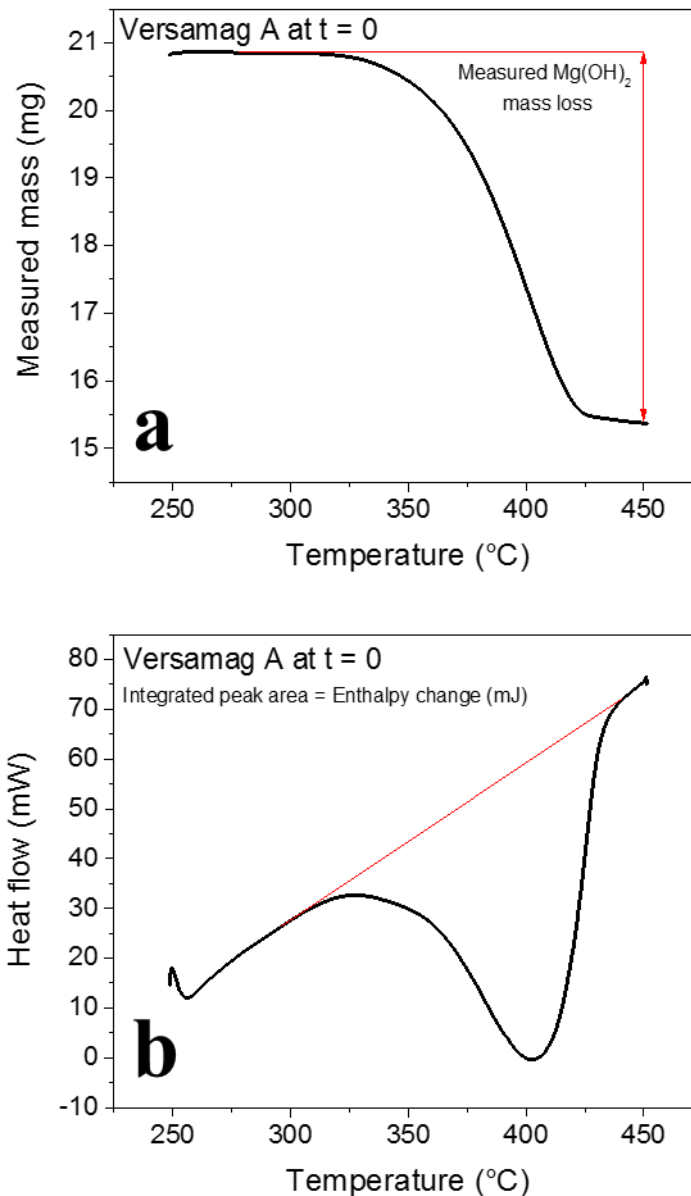 Versamag A at t = 0
Measured Mg(OH)₂
mass loss
Measured mass (mg)
21
20
19
18
17
16
15
a
250
300
350
400
450
Temperature (°C)
Versamag A at t = 0
Integrated peak area = Enthalpy change (mJ)
Heat flow (mW)
80
70
60
50
40
30
20
10
0
-10
b
250
300
350
400
450
Temperature (°C)